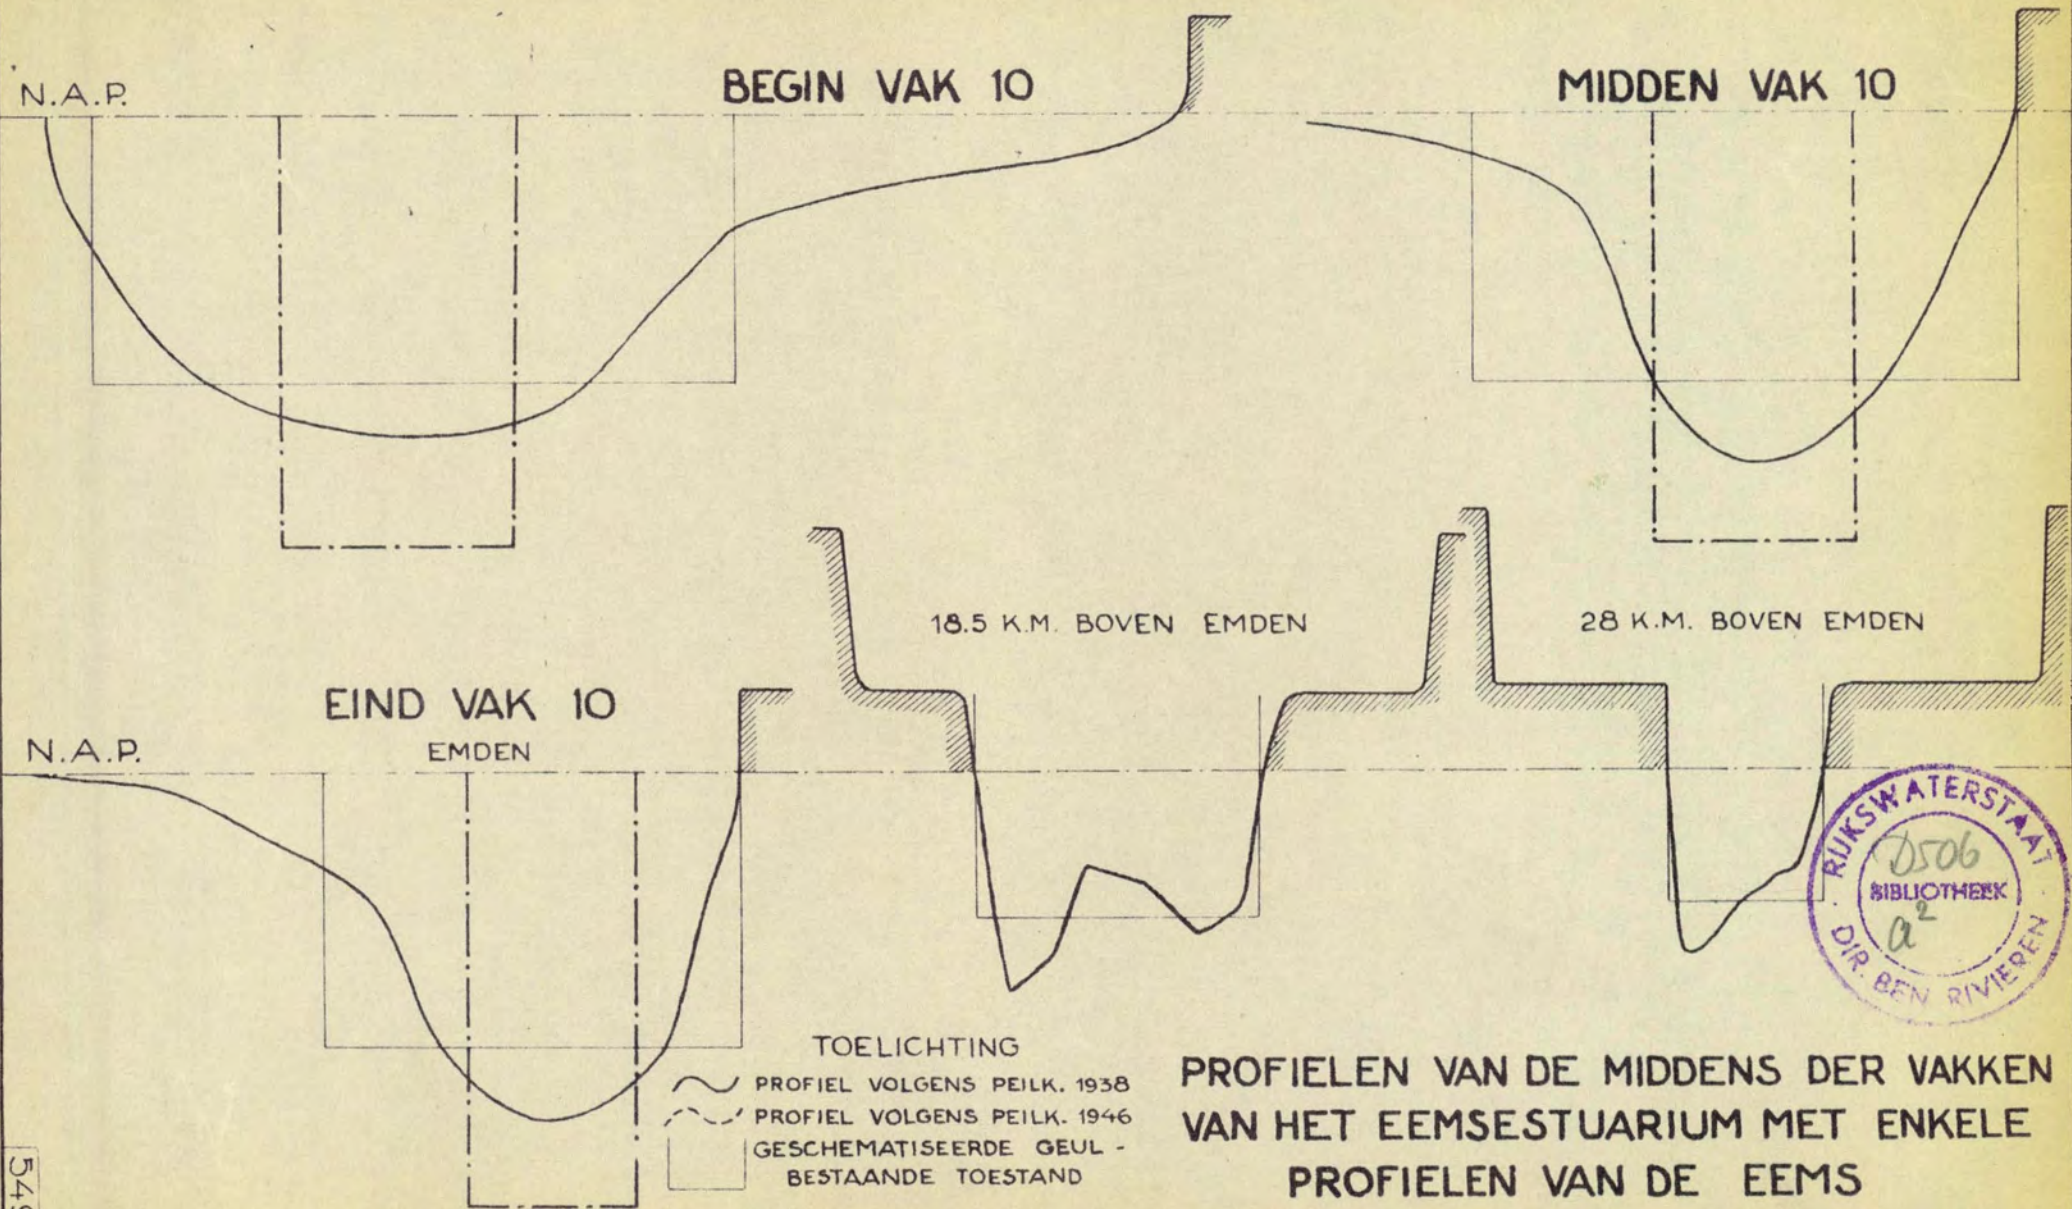 N.A.P.
BEGIN VAK 10
MIDDEN VAK 10
18.5 K.M. BOVEN EMDEN
28 K.M. BOVEN EMDEN
EIND VAK 10
EMDEN
N.A.P.
RIJKSWATERSTAAT
D506
BIBLIOTHEEK
a²
DIR. BEN RIVIEREN
TOELICHTING
PROFIEL VOLGENS PEILK. 1938
PROFIEL VOLGENS PEILK. 1946
GESCHEMATISEERDE GEUL -
BESTAANDE TOESTAND
PROFIELEN VAN DE MIDDENS DER VAKKEN
VAN HET EEMSESTUARIUM MET ENKELE
PROFIELEN VAN DE EEMS